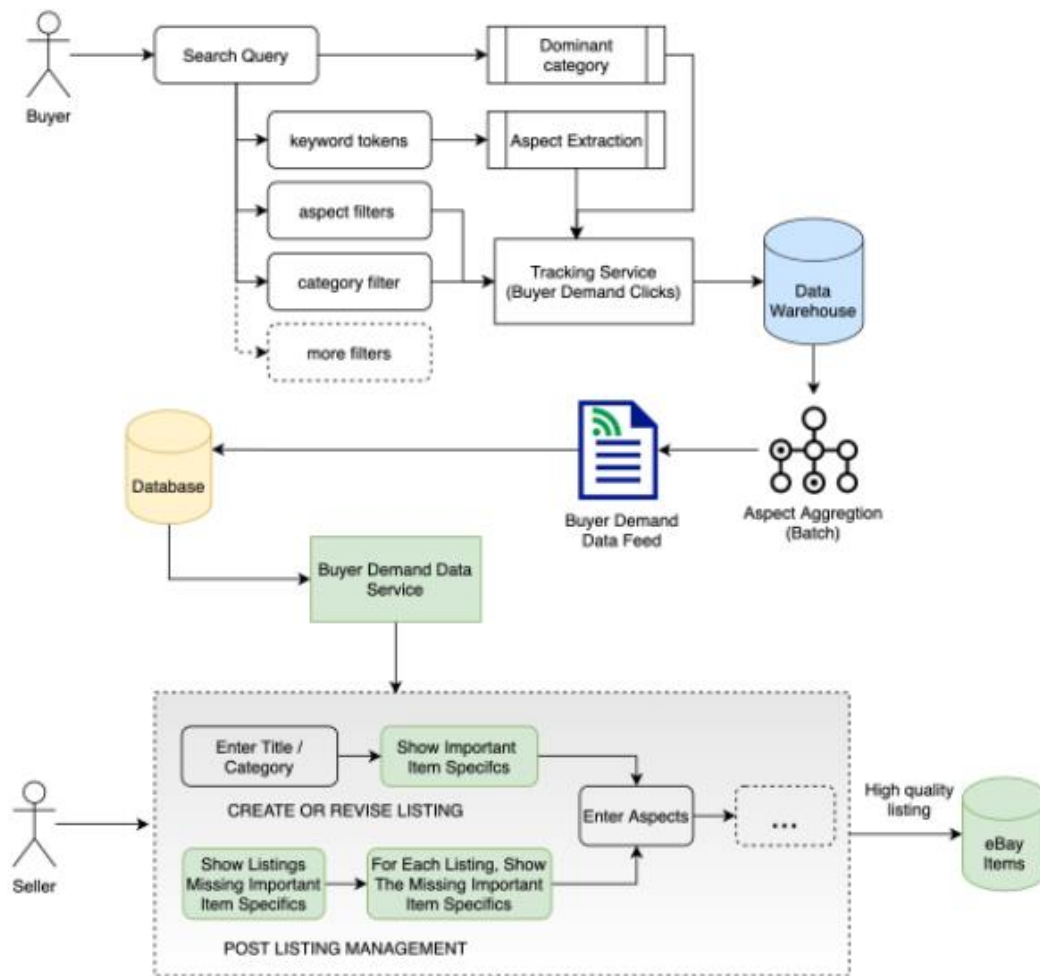 Search Query
Dominant
category
Buyer
keyword tokens
Aspect Extraction
aspect filters
category filter
Tracking Service
(Buyer Demand Clicks)
Data
Warehouse
more filters
Database
Buyer Demand
Data Feed
Aspect Aggregtion
(Batch)
Buyer Demand Data
Service
Enter Title /
Category
Show Important
Item Specifcs
CREATE OR REVISE LISTING
Enter Aspects
...
High quality
listing
eBay
Items
Seller
Show Listings
Missing Important
Item Specifics
For Each Listing, Show
The Missing Important
Item Specifics
POST LISTING MANAGEMENT